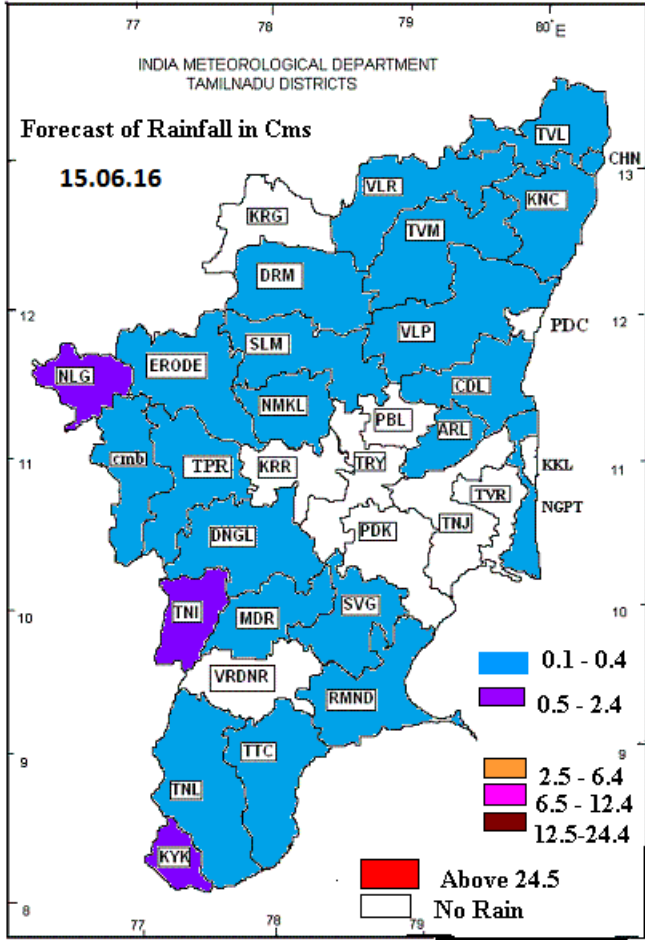 77 78 79 80° E
INDIA METEOROLOGICAL DEPARTMENT
TAMILNADU DISTRICTS
Forecast of Rainfall in Cms
15.06.16
TVL
CHN
13
VLR
KNC
KRG
TVM
DRM
12
12
PDC
VLP
SLM
ERODE
NLG
CDL
NMKL
PBL
ARL
11
cmb
TPR
KRR
TRY
KKL
11
TVR
NGPT
DNGL
PDK
TNJ
10
TNI
MDR
SVG
10
0.1 - 0.4
VRDNR
RMND
0.5 - 2.4
9
TTC
9
2.5 - 6.4
TNL
6.5 - 12.4
12.5-24.4
KYK
Above 24.5
No Rain
8
77 78 79